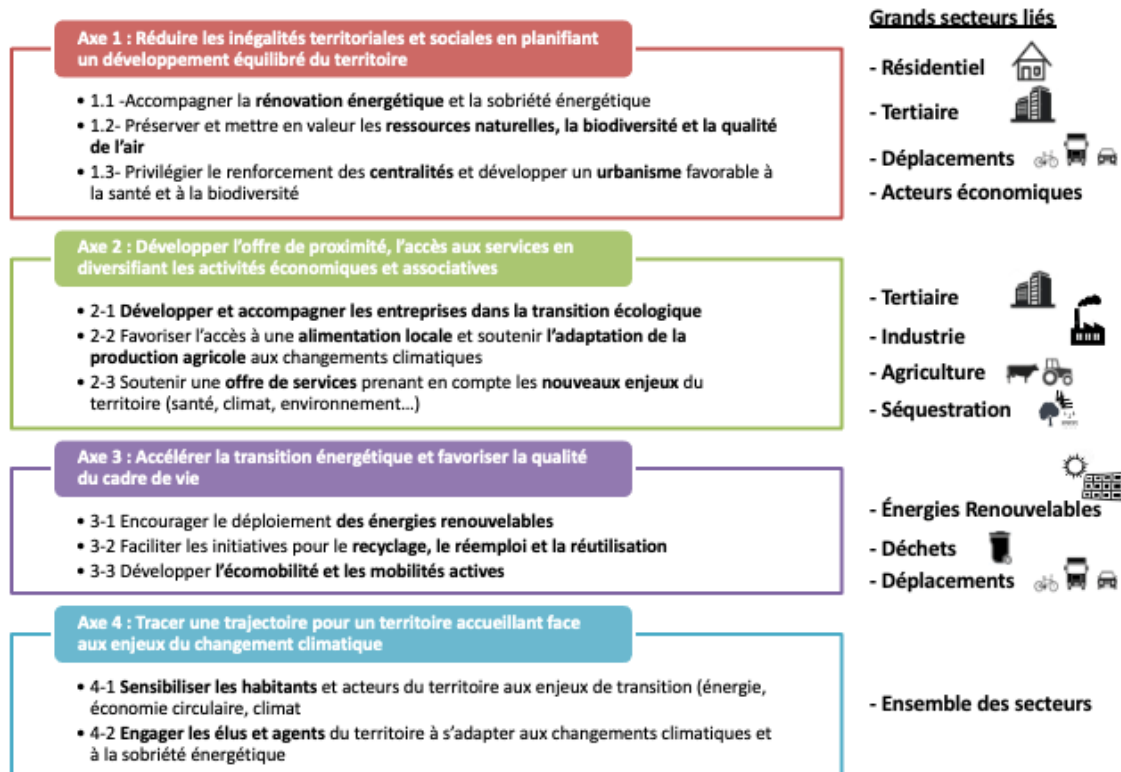 Grands secteurs liés
Axe 1 : Réduire les inégalités territoriales et sociales en planifiant
un développement équilibré du territoire
• 1.1 -Accompagner la rénovation énergétique et la sobriété énergétique
• 1.2- Préserver et mettre en valeur les ressources naturelles, la biodiversité et la qualité
de l'air
• 1.3- Privilégier le renforcement des centralités et développer un urbanisme favorable à
la santé et à la biodiversité
- Résidentiel
- Tertiaire
- Déplacements
- Acteurs économiques
Axe 2 : Développer l'offre de proximité, l'accès aux services en
diversifiant les activités économiques et associatives
• 2-1 Développer et accompagner les entreprises dans la transition écologique
• 2-2 Favoriser l'accès à une alimentation locale et soutenir l'adaptation de la
production agricole aux changements climatiques
• 2-3 Soutenir une offre de services prenant en compte les nouveaux enjeux du
territoire (santé, climat, environnement…)
- Tertiaire
- Industrie
- Agriculture
- Séquestration
Axe 3 : Accélérer la transition énergétique et favoriser la qualité
du cadre de vie
• 3-1 Encourager le déploiement des énergies renouvelables
• 3-2 Faciliter les initiatives pour le recyclage, le réemploi et la réutilisation
• 3-3 Développer l'écomobilité et les mobilités actives
- Énergies Renouvelables
- Déchets
- Déplacements
Axe 4 : Tracer une trajectoire pour un territoire accueillant face
aux enjeux du changement climatique
• 4-1 Sensibiliser les habitants et acteurs du territoire aux enjeux de transition (énergie,
économie circulaire, climat
• 4-2 Engager les élus et agents du territoire à s'adapter aux changements climatiques et
à la sobriété énergétique
- Ensemble des secteurs